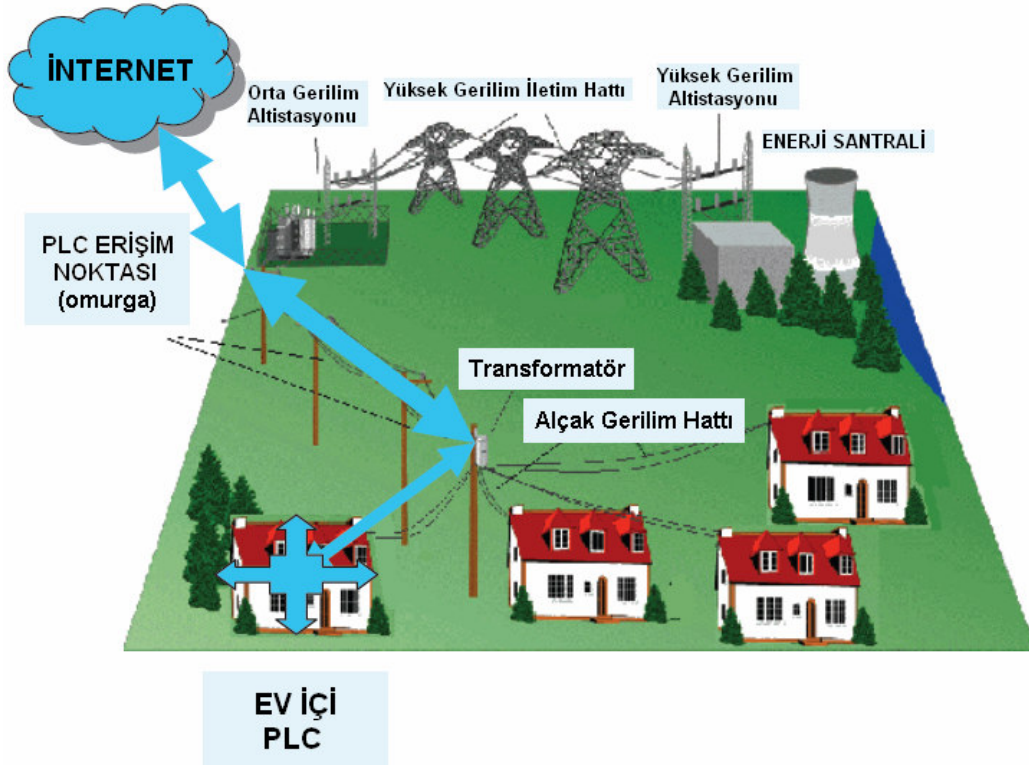 İNTERNET
Orta Gerilim
Altistasyonu
Yüksek Gerilim İletim Hattı
Yüksek Gerilim
Altistasyonu
ENERJİ SANTRALİ
PLC ERİŞİM
NOKTASI
(omurga)
Transformatör
Alçak Gerilim Hattı
EV İÇİ
PLC